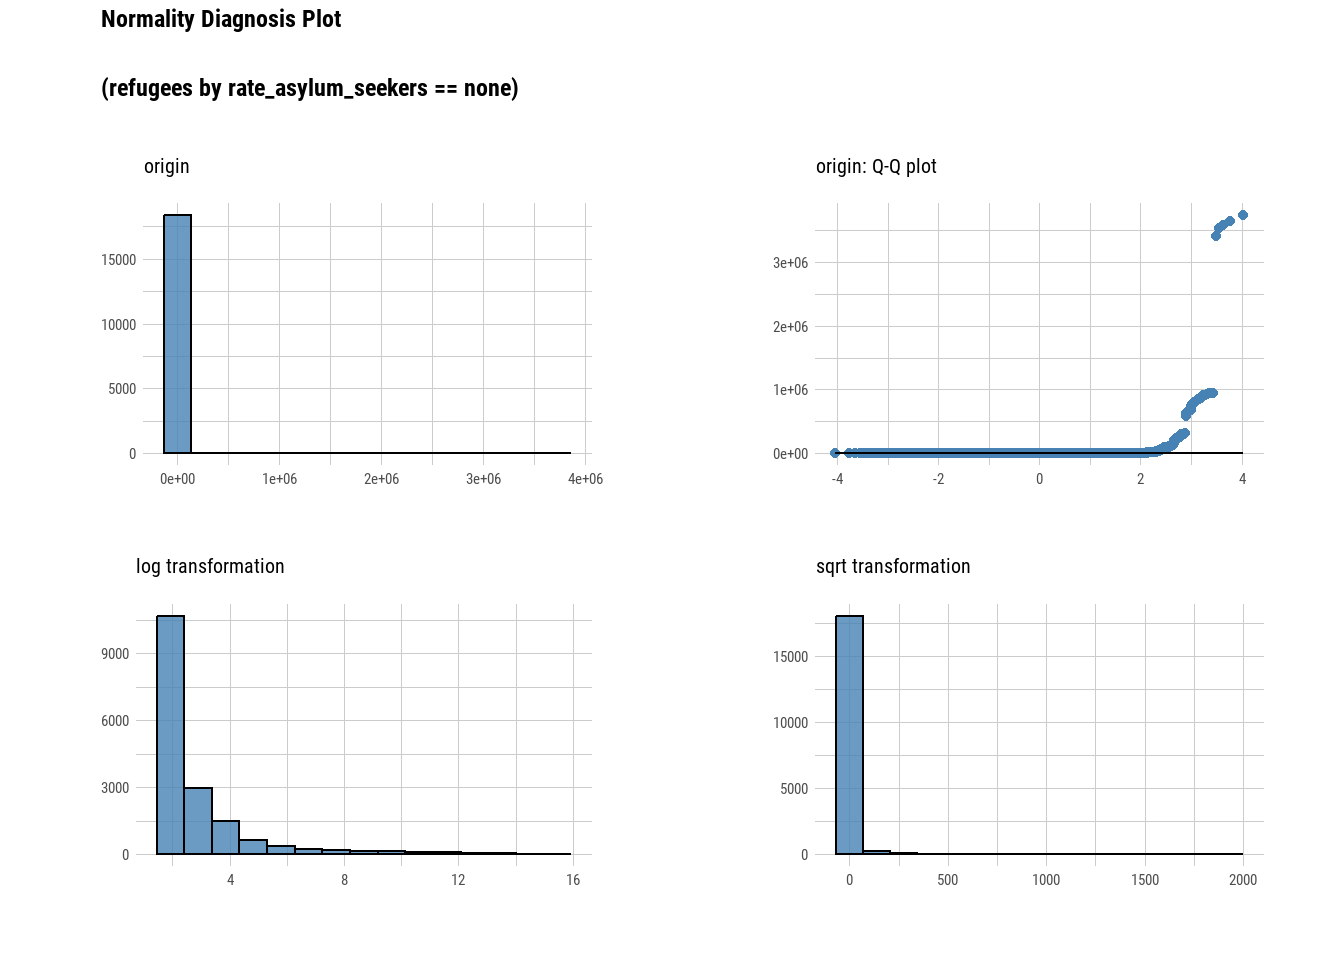 Normality Diagnosis Plot
(refugees by rate_asylum_seekers == none)
origin
15000
10000
5000
0
0e+00 1e+06 2e+06 3e+06 4e+06
origin: Q-Q plot
3e+06
2e+06
1e+06
0e+00
-4 -2 0 2 4
log transformation
9000
6000
3000
0
4 8 12 16
sqrt transformation
15000
10000
5000
0
0 500 1000 1500 2000